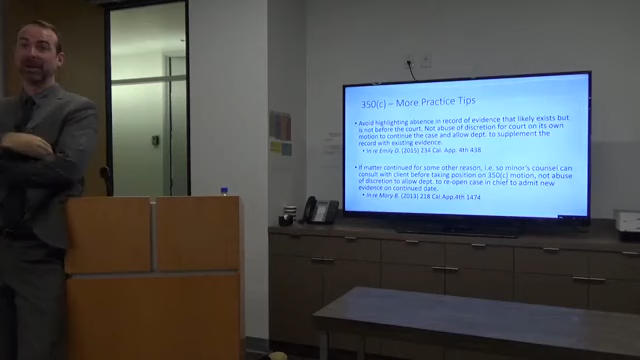 350(c) – More Practice Tips
• Avoid highlighting absence in record of evidence that likely exists but
is not before the court. Not abuse of discretion for court on its own
motion to continue the case and allow dept. to supplement the
record with existing evidence.
• In re Emily D. (2015) 234 Cal. App. 4th 438
• If matter continued for some other reason, i.e. so minor's counsel can
consult with client before taking position on 350(c) motion, not abuse
of discretion to allow dept. to re-open case in chief to admit new
evidence on continued date.
• In re Mary B. (2013) 218 Cal.App.4th 1474